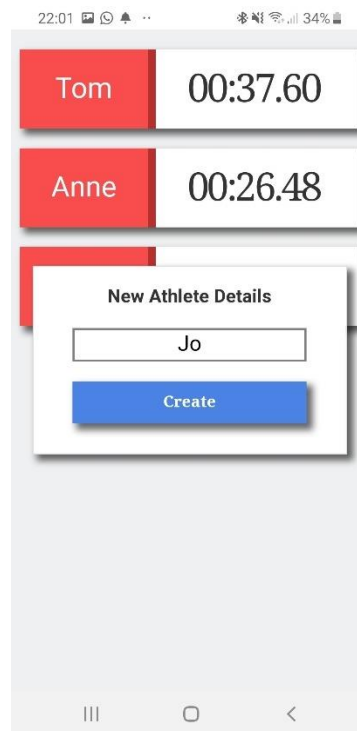 22:01 34%
Tom 00:37.60
Anne 00:26.48
New Athlete Details
Jo
Create